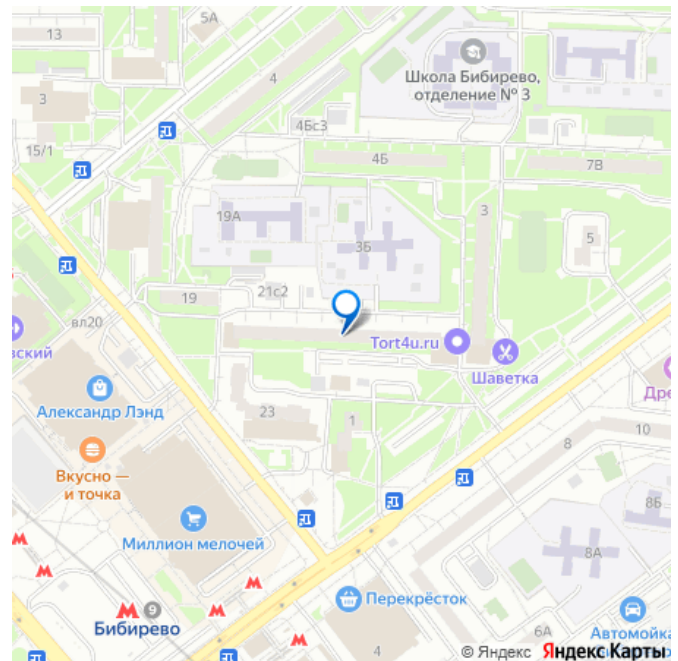 5А
13
4
Школа Бибирево,
отделение № 3
3
4Бс3
15/1
4Б
7В
19А
3
3Б
5
21с2
19
вл20
Tort4u.ru
вский
Шаветка
Александр Лэнд
Дре
23
1
10
8
Вкусно —
и точка
8Б
Миллион мелочей
8А
9
Перекрёсток
Бибирево
6А
Автомойка
4
© Яндекс Яндекс Карты